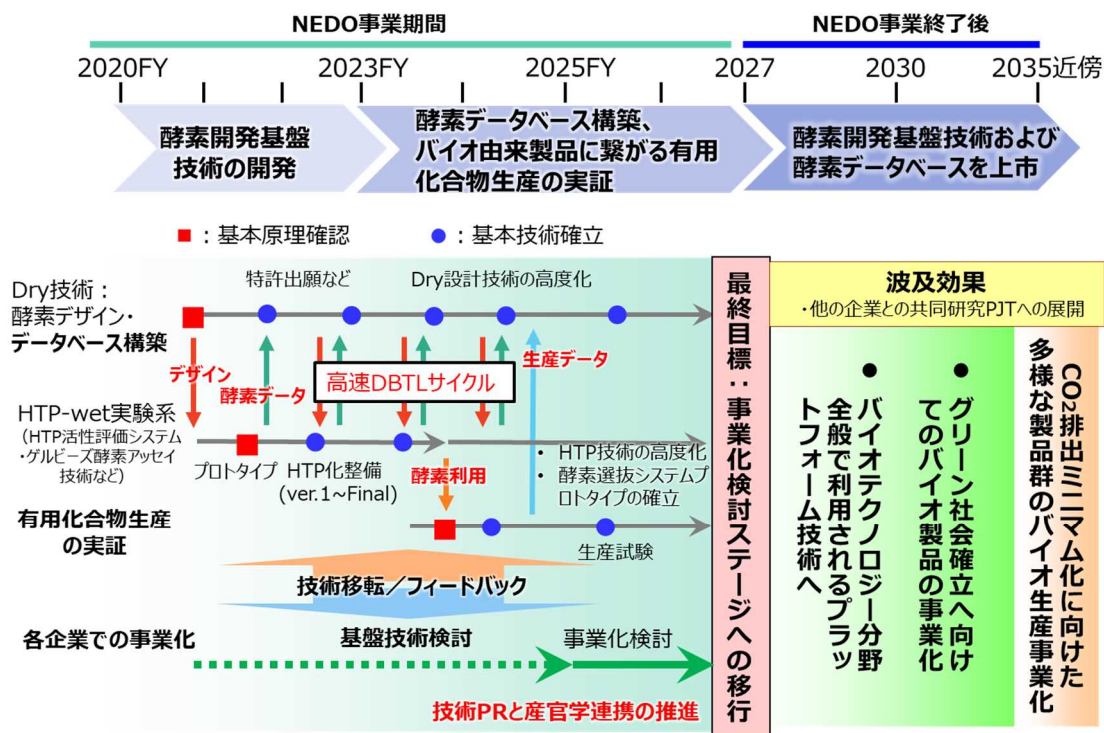 NEDO事業期間
NEDO事業終了後
2020FY
2023FY
2025FY
2027
2030
2035近傍
酵素開発基盤
技術の開発
酵素データベース構築、
バイオ由来製品に繋がる有用
化合物生産の実証
酵素開発基盤技術および
酵素データベースを上市
：基本原理確認
：基本技術確立
Dry技術：
酵素デザイン・
データベース構築
特許出願など
Dry設計技術の高度化
デザイン
酵素データ
高速DBTLサイクル
生産データ
HTP-wet実験系
（HTP活性評価システム
・ゲルビーズ酵素アッセイ
技術など）
プロトタイプ
HTP化整備
(ver.1~Final)
酵素利用
• HTP技術の高度化
• 酵素選抜システムプ
ロトタイプの確立
有用化合物生産
の実証
生産試験
技術移転／フィードバック
各企業での事業化
基盤技術検討
事業化検討
技術PRと産官学連携の推進
最終目標：事業化検討ステージへの移行
波及効果
・他の企業との共同研究PJTへの展開
CO₂排出ミニマム化に向けた
多様な製品群のバイオ生産事業化
● グリーン社会確立へ向け
てのバイオ製品の事業化
● バイオテクノロジー分野
全般で利用されるプラッ
トフォーム技術へ